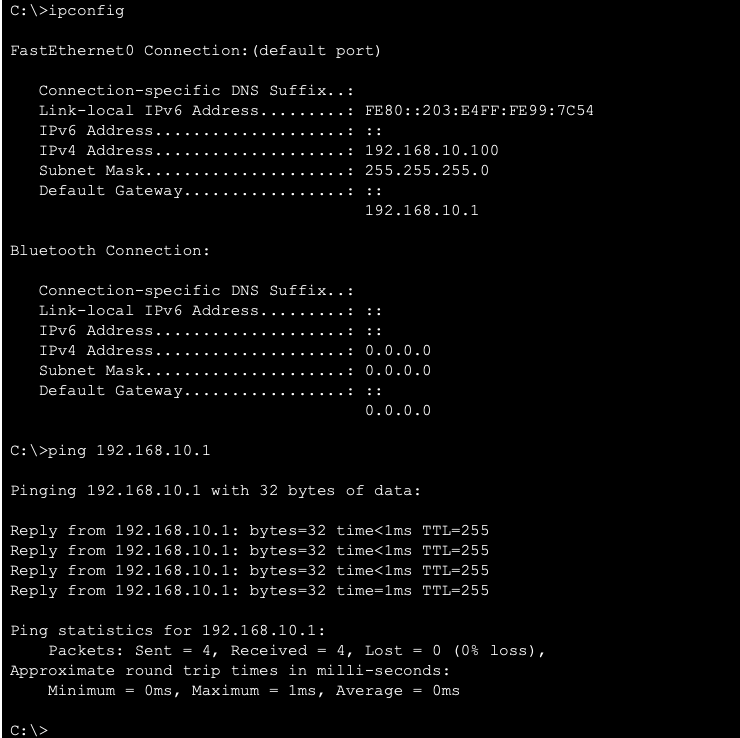 C:\>ipconfig

FastEthernet0 Connection:(default port)

   Connection-specific DNS Suffix..:
   Link-local IPv6 Address.........: FE80::203:E4FF:FE99:7C54
   IPv6 Address....................: ::
   IPv4 Address....................: 192.168.10.100
   Subnet Mask.....................: 255.255.255.0
   Default Gateway.................: ::
                                     192.168.10.1

Bluetooth Connection:

   Connection-specific DNS Suffix..:
   Link-local IPv6 Address.........: ::
   IPv6 Address....................: ::
   IPv4 Address....................: 0.0.0.0
   Subnet Mask.....................: 0.0.0.0
   Default Gateway.................: ::
                                     0.0.0.0

C:\>ping 192.168.10.1

Pinging 192.168.10.1 with 32 bytes of data:

Reply from 192.168.10.1: bytes=32 time<1ms TTL=255
Reply from 192.168.10.1: bytes=32 time<1ms TTL=255
Reply from 192.168.10.1: bytes=32 time<1ms TTL=255
Reply from 192.168.10.1: bytes=32 time=1ms TTL=255

Ping statistics for 192.168.10.1:
    Packets: Sent = 4, Received = 4, Lost = 0 (0% loss),
Approximate round trip times in milli-seconds:
    Minimum = 0ms, Maximum = 1ms, Average = 0ms

C:\>